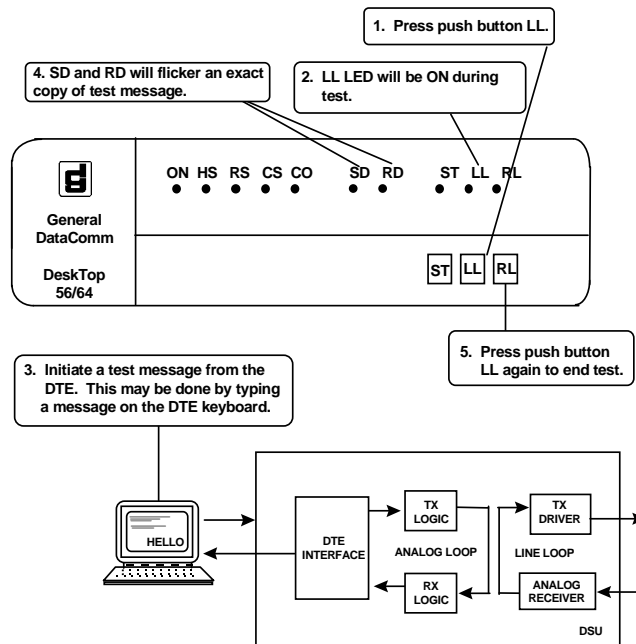 1. Press push button LL.
4. SD and RD will flicker an exact
copy of test message.
2. LL LED will be ON during
test.
ON HS RS CS CO SD RD ST LL RL
General
DataComm
DeskTop
56/64
ST LL RL
3. Initiate a test message from the
DTE. This may be done by typing
a message on the DTE keyboard.
5. Press push button
LL again to end test.
HELLO
DTE
INTERFACE
TX
LOGIC
ANALOG LOOP
RX
LOGIC
TX
DRIVER
LINE LOOP
ANALOG
RECEIVER
DSU